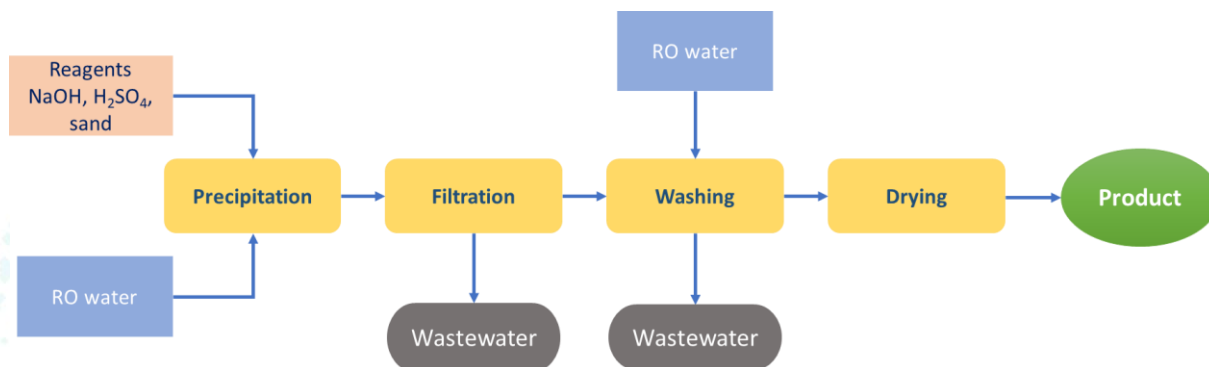 Reagents
NaOH, H₂SO₄,
sand
RO water
Precipitation
Filtration
Washing
Drying
Product
RO water
Wastewater
Wastewater